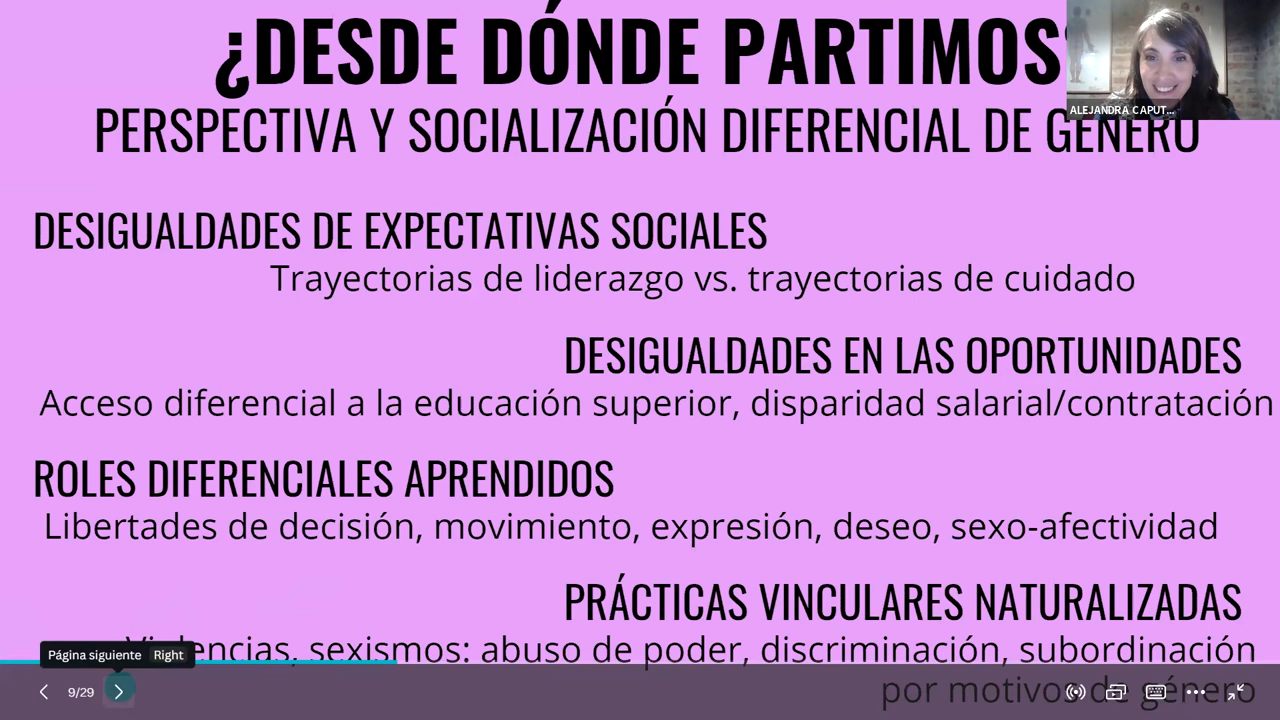 ¿DESDE DÓNDE PARTIMOS?
ALEJANDRA CAPUT...
PERSPECTIVA Y SOCIALIZACIÓN DIFERENCIAL DE GÉNERO
DESIGUALDADES DE EXPECTATIVAS SOCIALES
Trayectorias de liderazgo vs. trayectorias de cuidado
DESIGUALDADES EN LAS OPORTUNIDADES
Acceso diferencial a la educación superior, disparidad salarial/contratación
ROLES DIFERENCIALES APRENDIDOS
Libertades de decisión, movimiento, expresión, deseo, sexo-afectividad
PRÁCTICAS VINCULARES NATURALIZADAS
Violencias, sexismos: abuso de poder, discriminación, subordinación
Página siguiente Right
por motivos de género
9/29